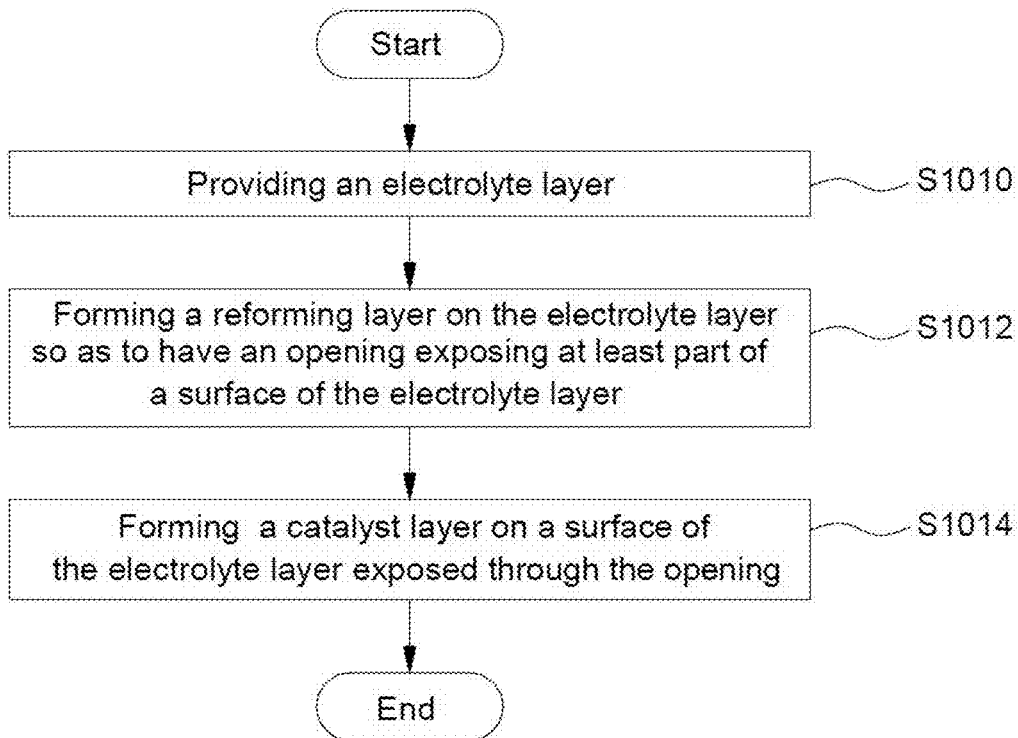 Start
Providing an electrolyte layer
S1010
Forming a reforming layer on the electrolyte layer
so as to have an opening exposing at least part of
a surface of the electrolyte layer
S1012
Forming a catalyst layer on a surface of
the electrolyte layer exposed through the opening
S1014
End